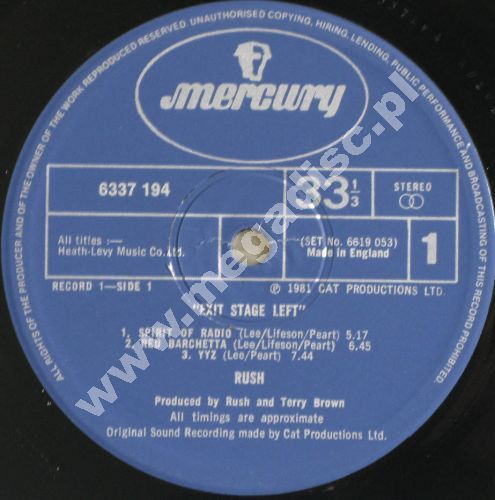 ALL RIGHTS OF THE PRODUCER AND OF THE OWNER OF THE WORK REPRODUCED RESERVED. UNAUTHORISED COPYING, HIRING, LENDING, PUBLIC PERFORMANCE AND BROADCASTING OF THIS RECORD PROHIBITED.
mercury
6337 194
33 1/3
STEREO
All titles :—
Heath-Levy Music Co. Ltd.
(SET No. 6619 053)
Made in England
1
RECORD 1—SIDE 1
℗ 1981 CAT PRODUCTIONS LTD.
"EXIT STAGE LEFT"
1. SPIRIT OF RADIO (Lee/Lifeson/Peart) 5.17
2. RED BARCHETTA (Lee/Lifeson/Peart) 6.45
3. YYZ (Lee/Peart) 7.44
RUSH
Produced by Rush and Terry Brown
All timings are approximate
Original Sound Recording made by Cat Productions Ltd.
www.megadisc.pl